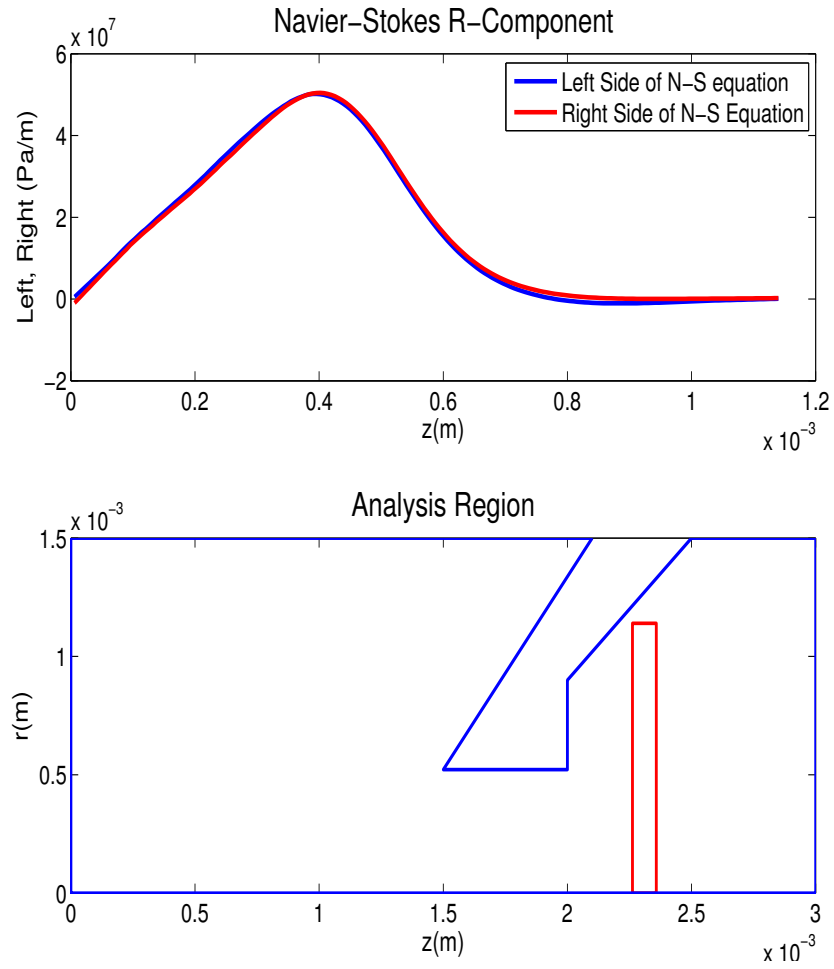 Navier−Stokes R−Component
x 10⁷
6
4
2
0
−2
Left, Right (Pa/m)
Left Side of N−S equation
Right Side of N−S Equation
0
0.2
0.4
0.6
0.8
1
1.2
z(m)
x 10⁻³
Analysis Region
x 10⁻³
1.5
1
0.5
0
r(m)
0
0.5
1
1.5
2
2.5
3
z(m)
x 10⁻³